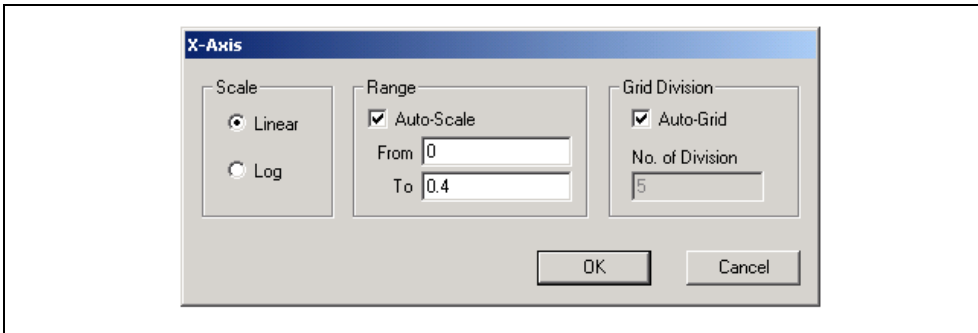 X-Axis
Scale
Linear
Log
Range
Auto-Scale
From 0
To 0.4
Grid Division
Auto-Grid
No. of Division
5
OK
Cancel